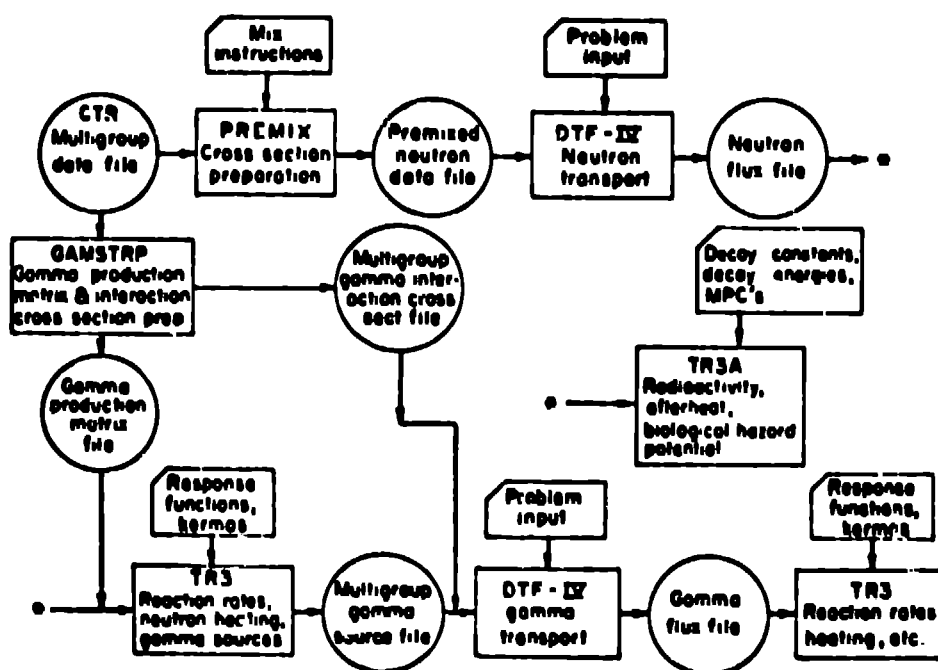 Mix
instructions
Problem
input
CTR
Multigroup
data file
PREMIX
Cross section
preparation
Premixed
neutron
data file
DTF-IV
Neutron
transport
Neutron
flux file
*
GAMSTRP
Gamma production
matrix & interaction
cross section prep
Multigroup
gamma inter-
action cross
sect file
Decay constants,
decay energies,
MPC's
TR3A
Radioactivity,
afterheat,
biological hazard
potential
*
Gamma
production
matrix
file
Response
functions,
kermas
Problem
input
Response
functions,
kermas
*
TR3
Reaction rates,
neutron heating,
gamma sources
Multigroup
gamma
source file
DTF-IV
gamma
transport
Gamma
flux file
TR3
Reaction rates
heating, etc.